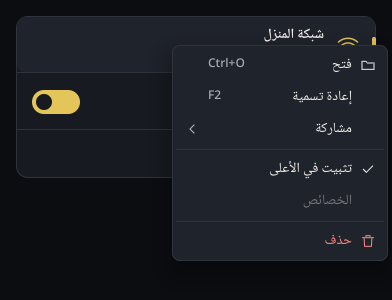 شبكة المنزل
فتح Ctrl+O
إعادة تسمية F2
مشاركة
تثبيت في الأعلى
الخصائص
حذف